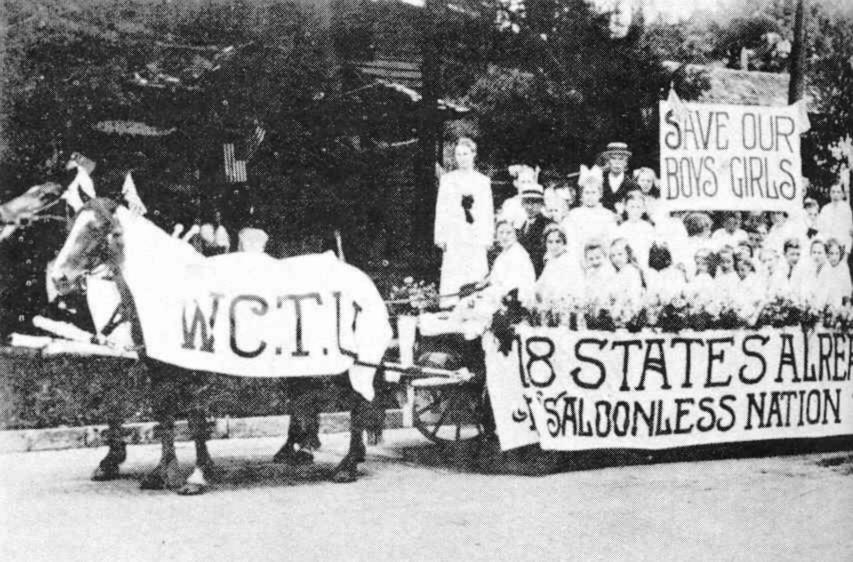 SAVE OUR
BOYS GIRLS
W.C.T.U
18 STATES ALREA
SALOONLESS NATION